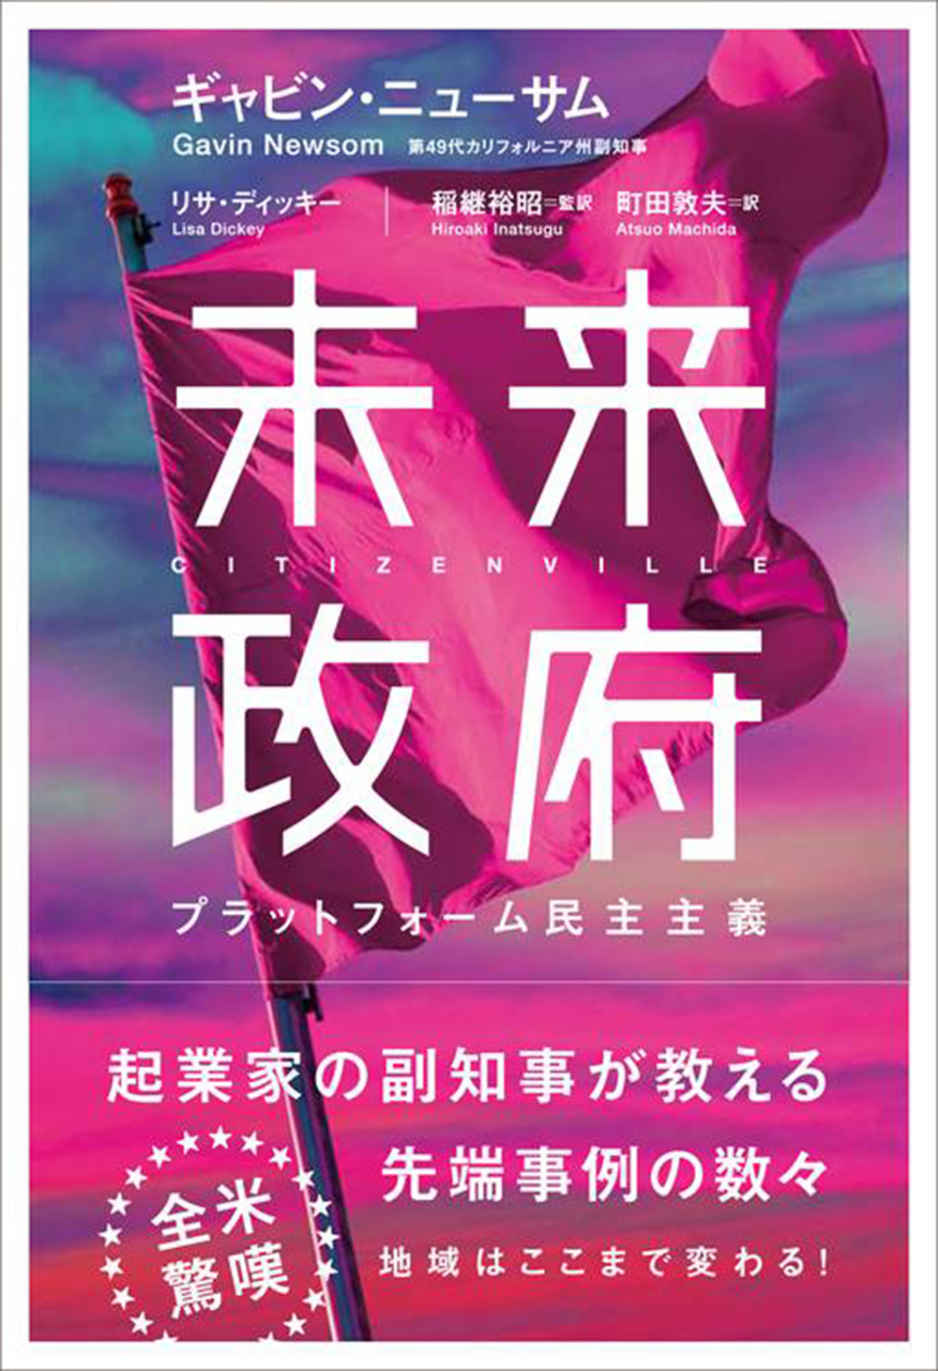 ギャビン・ニューサム
Gavin Newsom 第49代カリフォルニア州副知事
リサ・ディッキー 稲継裕昭=監訳 町田敦夫=訳
Lisa Dickey Hiroaki Inatsugu Atsuo Machida
未来
CITIZENVILLE
政府
プラットフォーム民主主義
起業家の副知事が教える
先端事例の数々
全米
驚嘆
地域はここまで変わる!